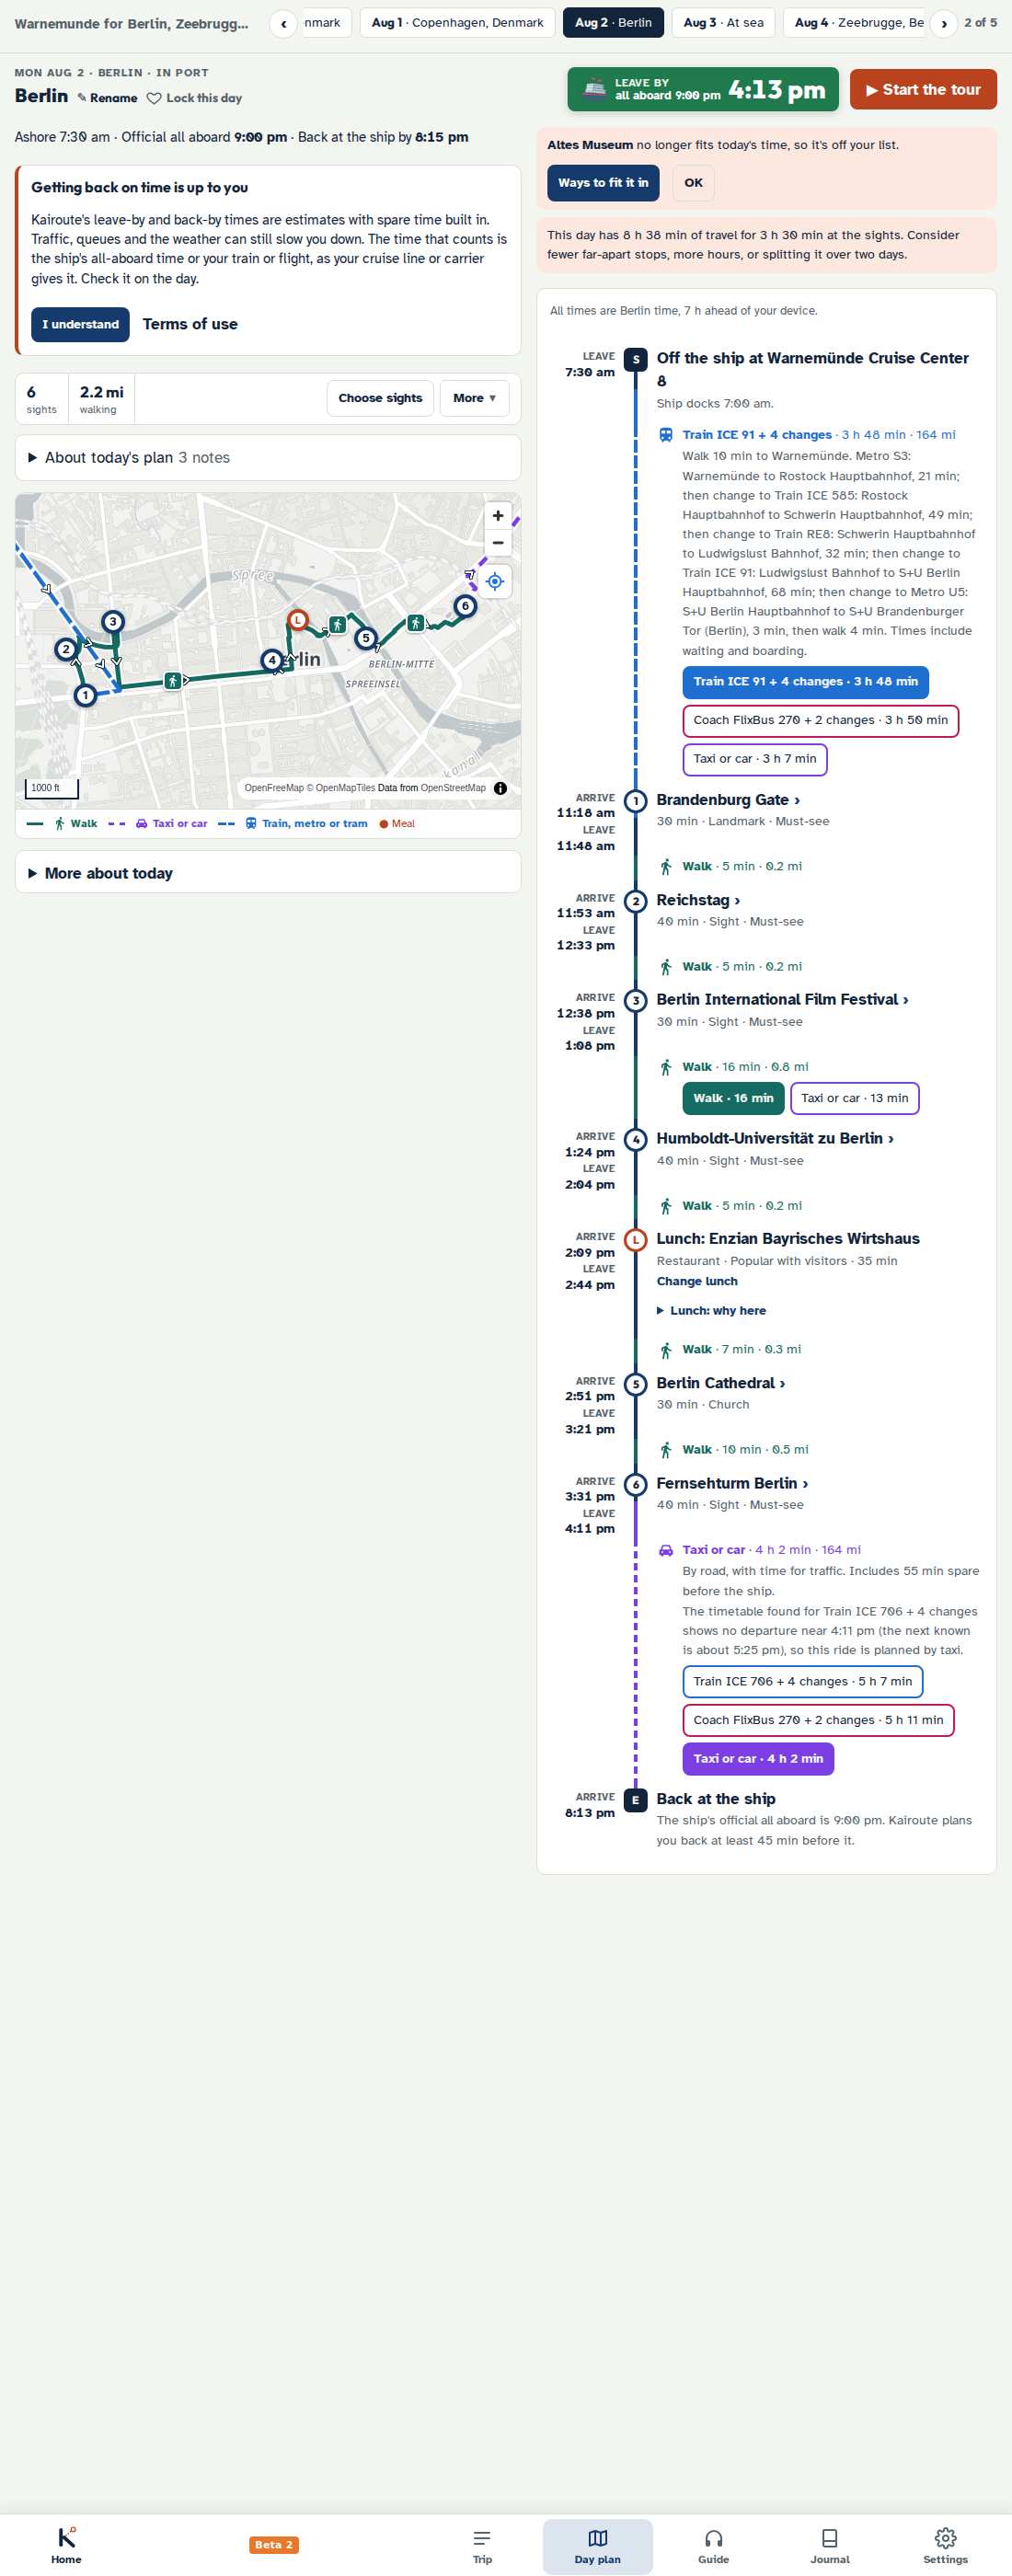 Warnemunde for Berlin, Zeebrugg...
‹
nmark
Aug 1 · Copenhagen, Denmark
Aug 2 · Berlin
Aug 3 · At sea
Aug 4 · Zeebrugge, Be
›
2 of 5
MON AUG 2 · BERLIN · IN PORT
Berlin ✎ Rename Lock this day
LEAVE BY
all aboard 9:00 pm
4:13 pm
▶ Start the tour
Ashore 7:30 am · Official all aboard 9:00 pm · Back at the ship by 8:15 pm
Getting back on time is up to you
Kairoute's leave-by and back-by times are estimates with spare time built in.
Traffic, queues and the weather can still slow you down. The time that counts is
the ship's all-aboard time or your train or flight, as your cruise line or carrier
gives it. Check it on the day.
I understand
Terms of use
6
sights
2.2 mi
walking
Choose sights
More ▾
▶ About today's plan 3 notes
Spree
3
2
1
4
L
5
6
rlin
BERLIN-MITTE
SPREEINSEL
kanal
+
−
1000 ft
OpenFreeMap © OpenMapTiles Data from OpenStreetMap
Walk
Taxi or car
Train, metro or tram
Meal
▶ More about today
Altes Museum no longer fits today's time, so it's off your list.
Ways to fit it in
OK
This day has 8 h 38 min of travel for 3 h 30 min at the sights. Consider
fewer far-apart stops, more hours, or splitting it over two days.
All times are Berlin time, 7 h ahead of your device.
LEAVE
7:30 am
S
Off the ship at Warnemünde Cruise Center
8
Ship docks 7:00 am.
Train ICE 91 + 4 changes · 3 h 48 min · 164 mi
Walk 10 min to Warnemünde. Metro S3:
Warnemünde to Rostock Hauptbahnhof, 21 min;
then change to Train ICE 585: Rostock
Hauptbahnhof to Schwerin Hauptbahnhof, 49 min;
then change to Train RE8: Schwerin Hauptbahnhof
to Ludwigslust Bahnhof, 32 min; then change to
Train ICE 91: Ludwigslust Bahnhof to S+U Berlin
Hauptbahnhof, 68 min; then change to Metro U5:
S+U Berlin Hauptbahnhof to S+U Brandenburger
Tor (Berlin), 3 min, then walk 4 min. Times include
waiting and boarding.
Train ICE 91 + 4 changes · 3 h 48 min
Coach FlixBus 270 + 2 changes · 3 h 50 min
Taxi or car · 3 h 7 min
ARRIVE
11:18 am
LEAVE
11:48 am
1
Brandenburg Gate ›
30 min · Landmark · Must-see
Walk · 5 min · 0.2 mi
ARRIVE
11:53 am
LEAVE
12:33 pm
2
Reichstag ›
40 min · Sight · Must-see
Walk · 5 min · 0.2 mi
ARRIVE
12:38 pm
LEAVE
1:08 pm
3
Berlin International Film Festival ›
30 min · Sight · Must-see
Walk · 16 min · 0.8 mi
Walk · 16 min
Taxi or car · 13 min
ARRIVE
1:24 pm
LEAVE
2:04 pm
4
Humboldt-Universität zu Berlin ›
40 min · Sight · Must-see
Walk · 5 min · 0.2 mi
ARRIVE
2:09 pm
LEAVE
2:44 pm
L
Lunch: Enzian Bayrisches Wirtshaus
Restaurant · Popular with visitors · 35 min
Change lunch
▶ Lunch: why here
Walk · 7 min · 0.3 mi
ARRIVE
2:51 pm
LEAVE
3:21 pm
5
Berlin Cathedral ›
30 min · Church
Walk · 10 min · 0.5 mi
ARRIVE
3:31 pm
LEAVE
4:11 pm
6
Fernsehturm Berlin ›
40 min · Sight · Must-see
Taxi or car · 4 h 2 min · 164 mi
By road, with time for traffic. Includes 55 min spare
before the ship.
The timetable found for Train ICE 706 + 4 changes
shows no departure near 4:11 pm (the next known
is about 5:25 pm), so this ride is planned by taxi.
Train ICE 706 + 4 changes · 5 h 7 min
Coach FlixBus 270 + 2 changes · 5 h 11 min
Taxi or car · 4 h 2 min
ARRIVE
8:13 pm
E
Back at the ship
The ship's official all aboard is 9:00 pm. Kairoute plans
you back at least 45 min before it.
Home
Beta 2
Trip
Day plan
Guide
Journal
Settings